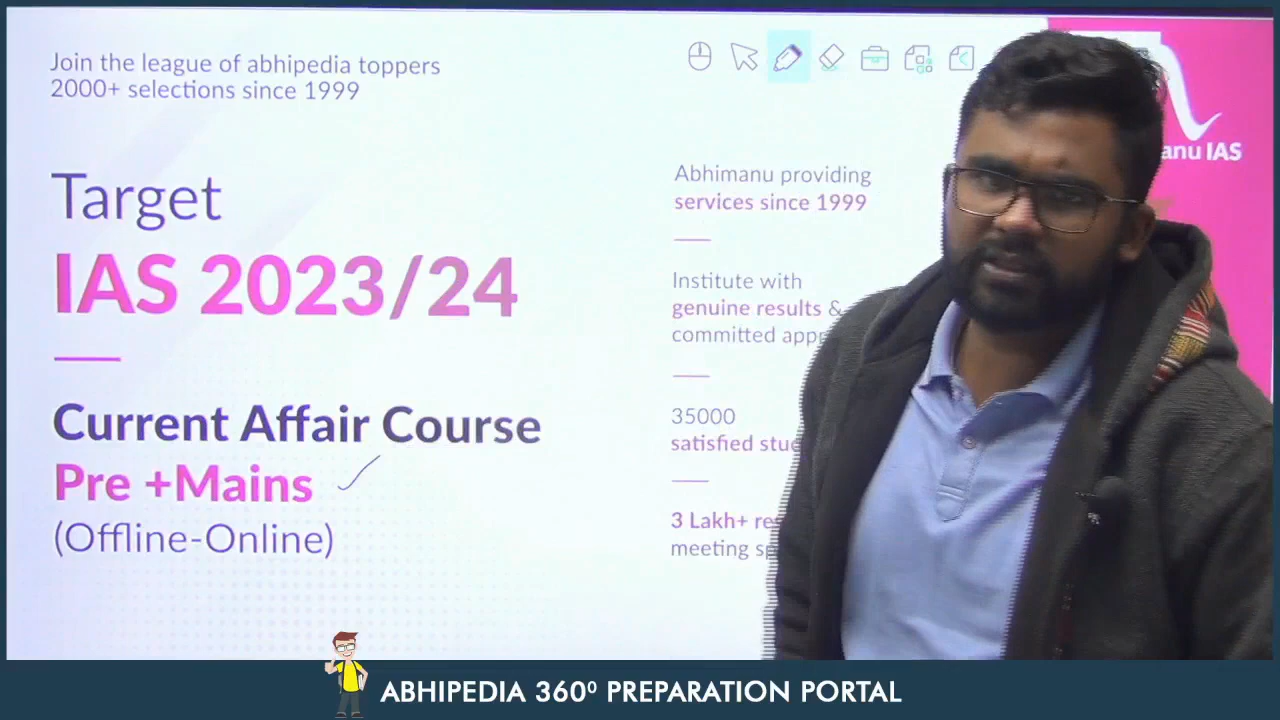 Join the league of abhipedia toppers
2000+ selections since 1999
Target
IAS 2023/24
Current Affair Course
Pre +Mains
(Offline-Online)
Abhimanu providing
services since 1999
Institute with
genuine results &
committed
35000
satisfied
3 Lakh+
meeting
IAS
ABHIPEDIA 360⁰ PREPARATION PORTAL